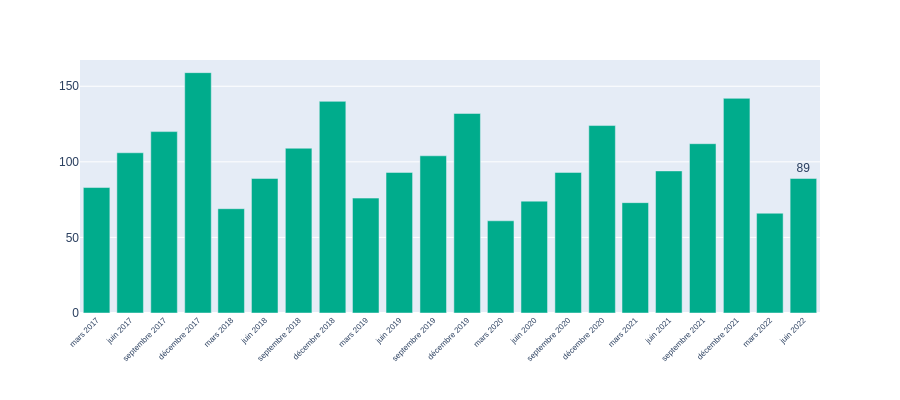 150
100
50
0
89
mars 2017
juin 2017
septembre 2017
décembre 2017
mars 2018
juin 2018
septembre 2018
décembre 2018
mars 2019
juin 2019
septembre 2019
décembre 2019
mars 2020
juin 2020
septembre 2020
décembre 2020
mars 2021
juin 2021
septembre 2021
décembre 2021
mars 2022
juin 2022